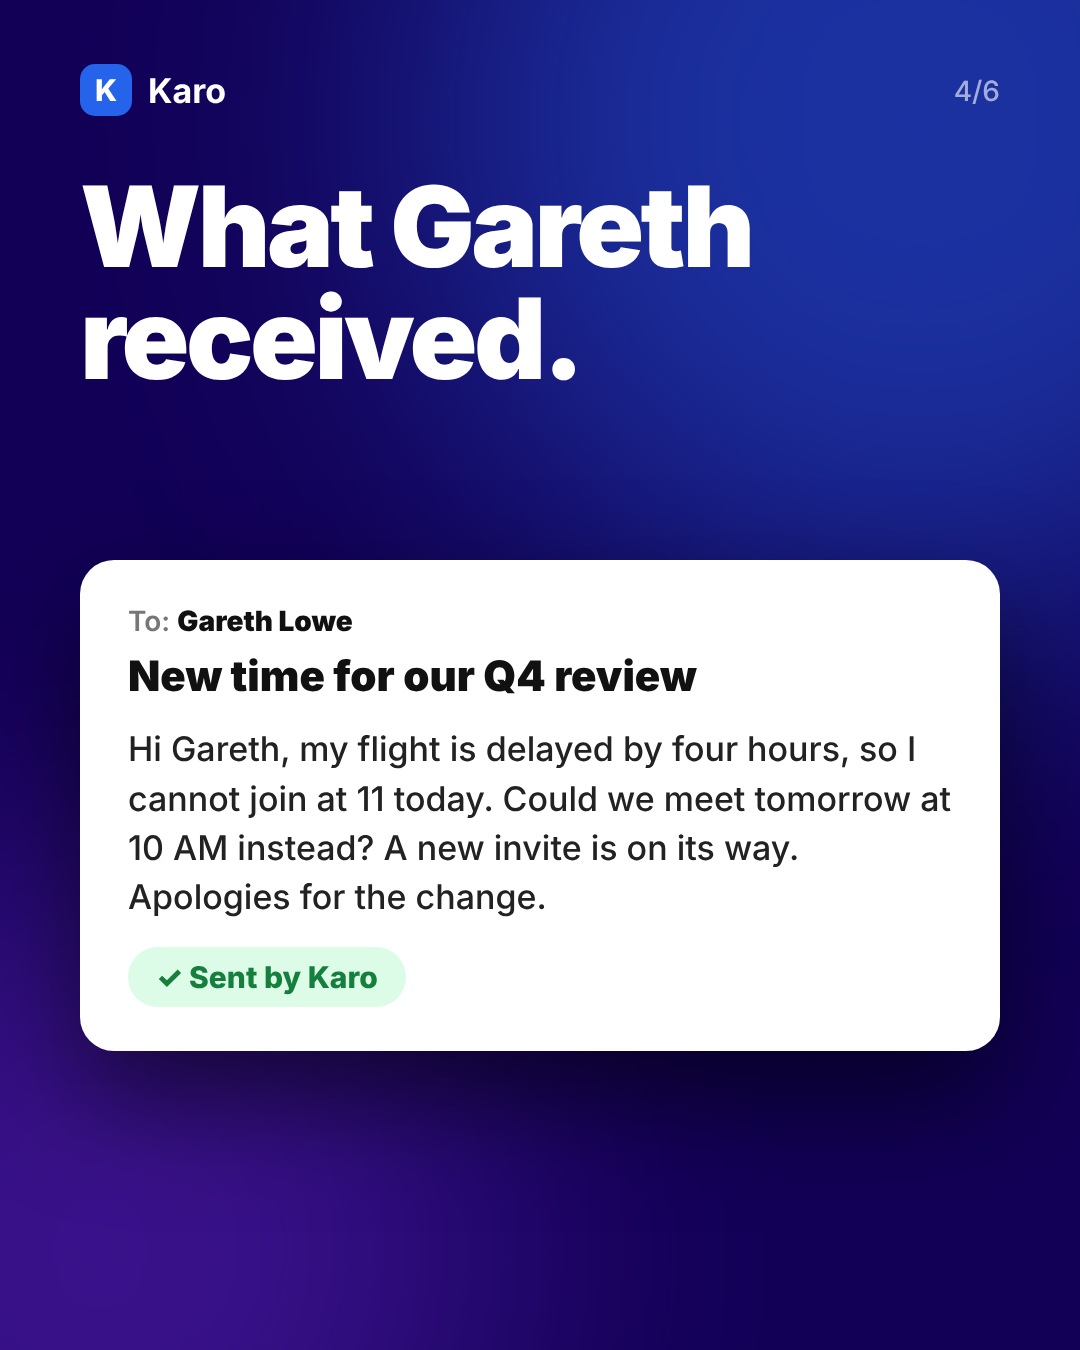 K Karo
4/6
What Gareth
received.
To: Gareth Lowe
New time for our Q4 review
Hi Gareth, my flight is delayed by four hours, so I
cannot join at 11 today. Could we meet tomorrow at
10 AM instead? A new invite is on its way.
Apologies for the change.
✓ Sent by Karo